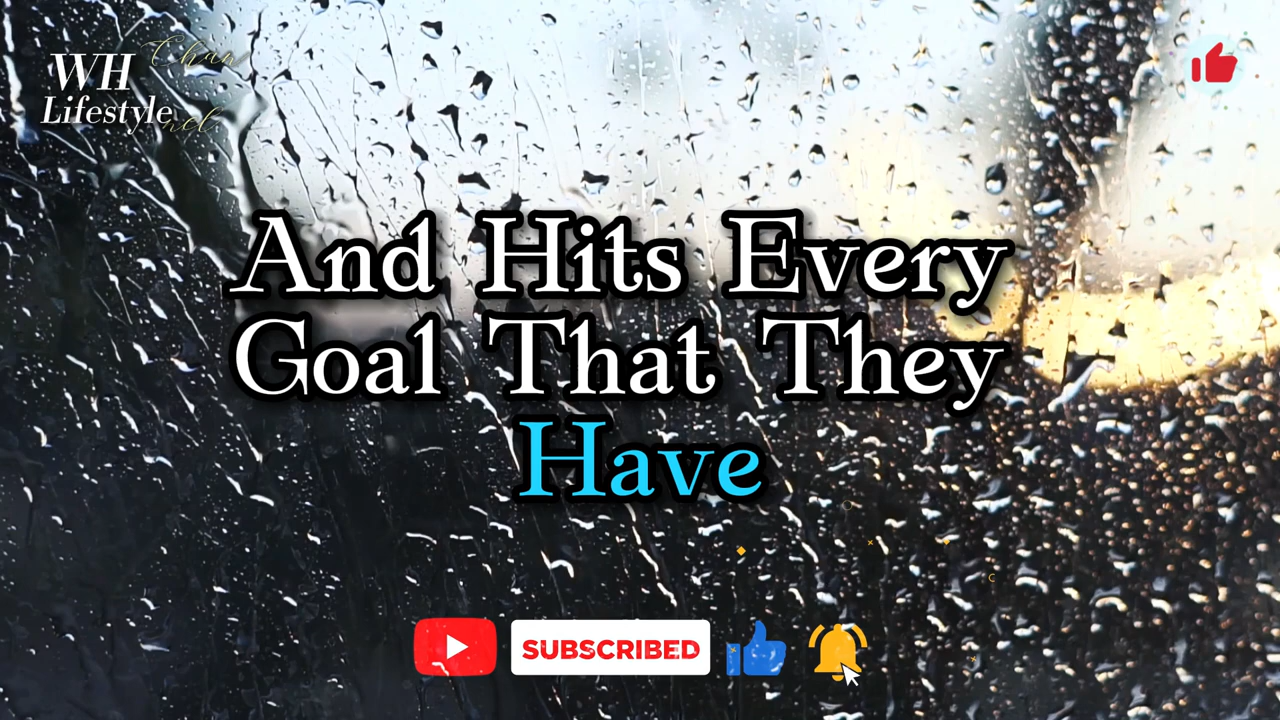 WH
Lifestyle
And Hits Every
Goal That They
Have
SUBSCRIBED